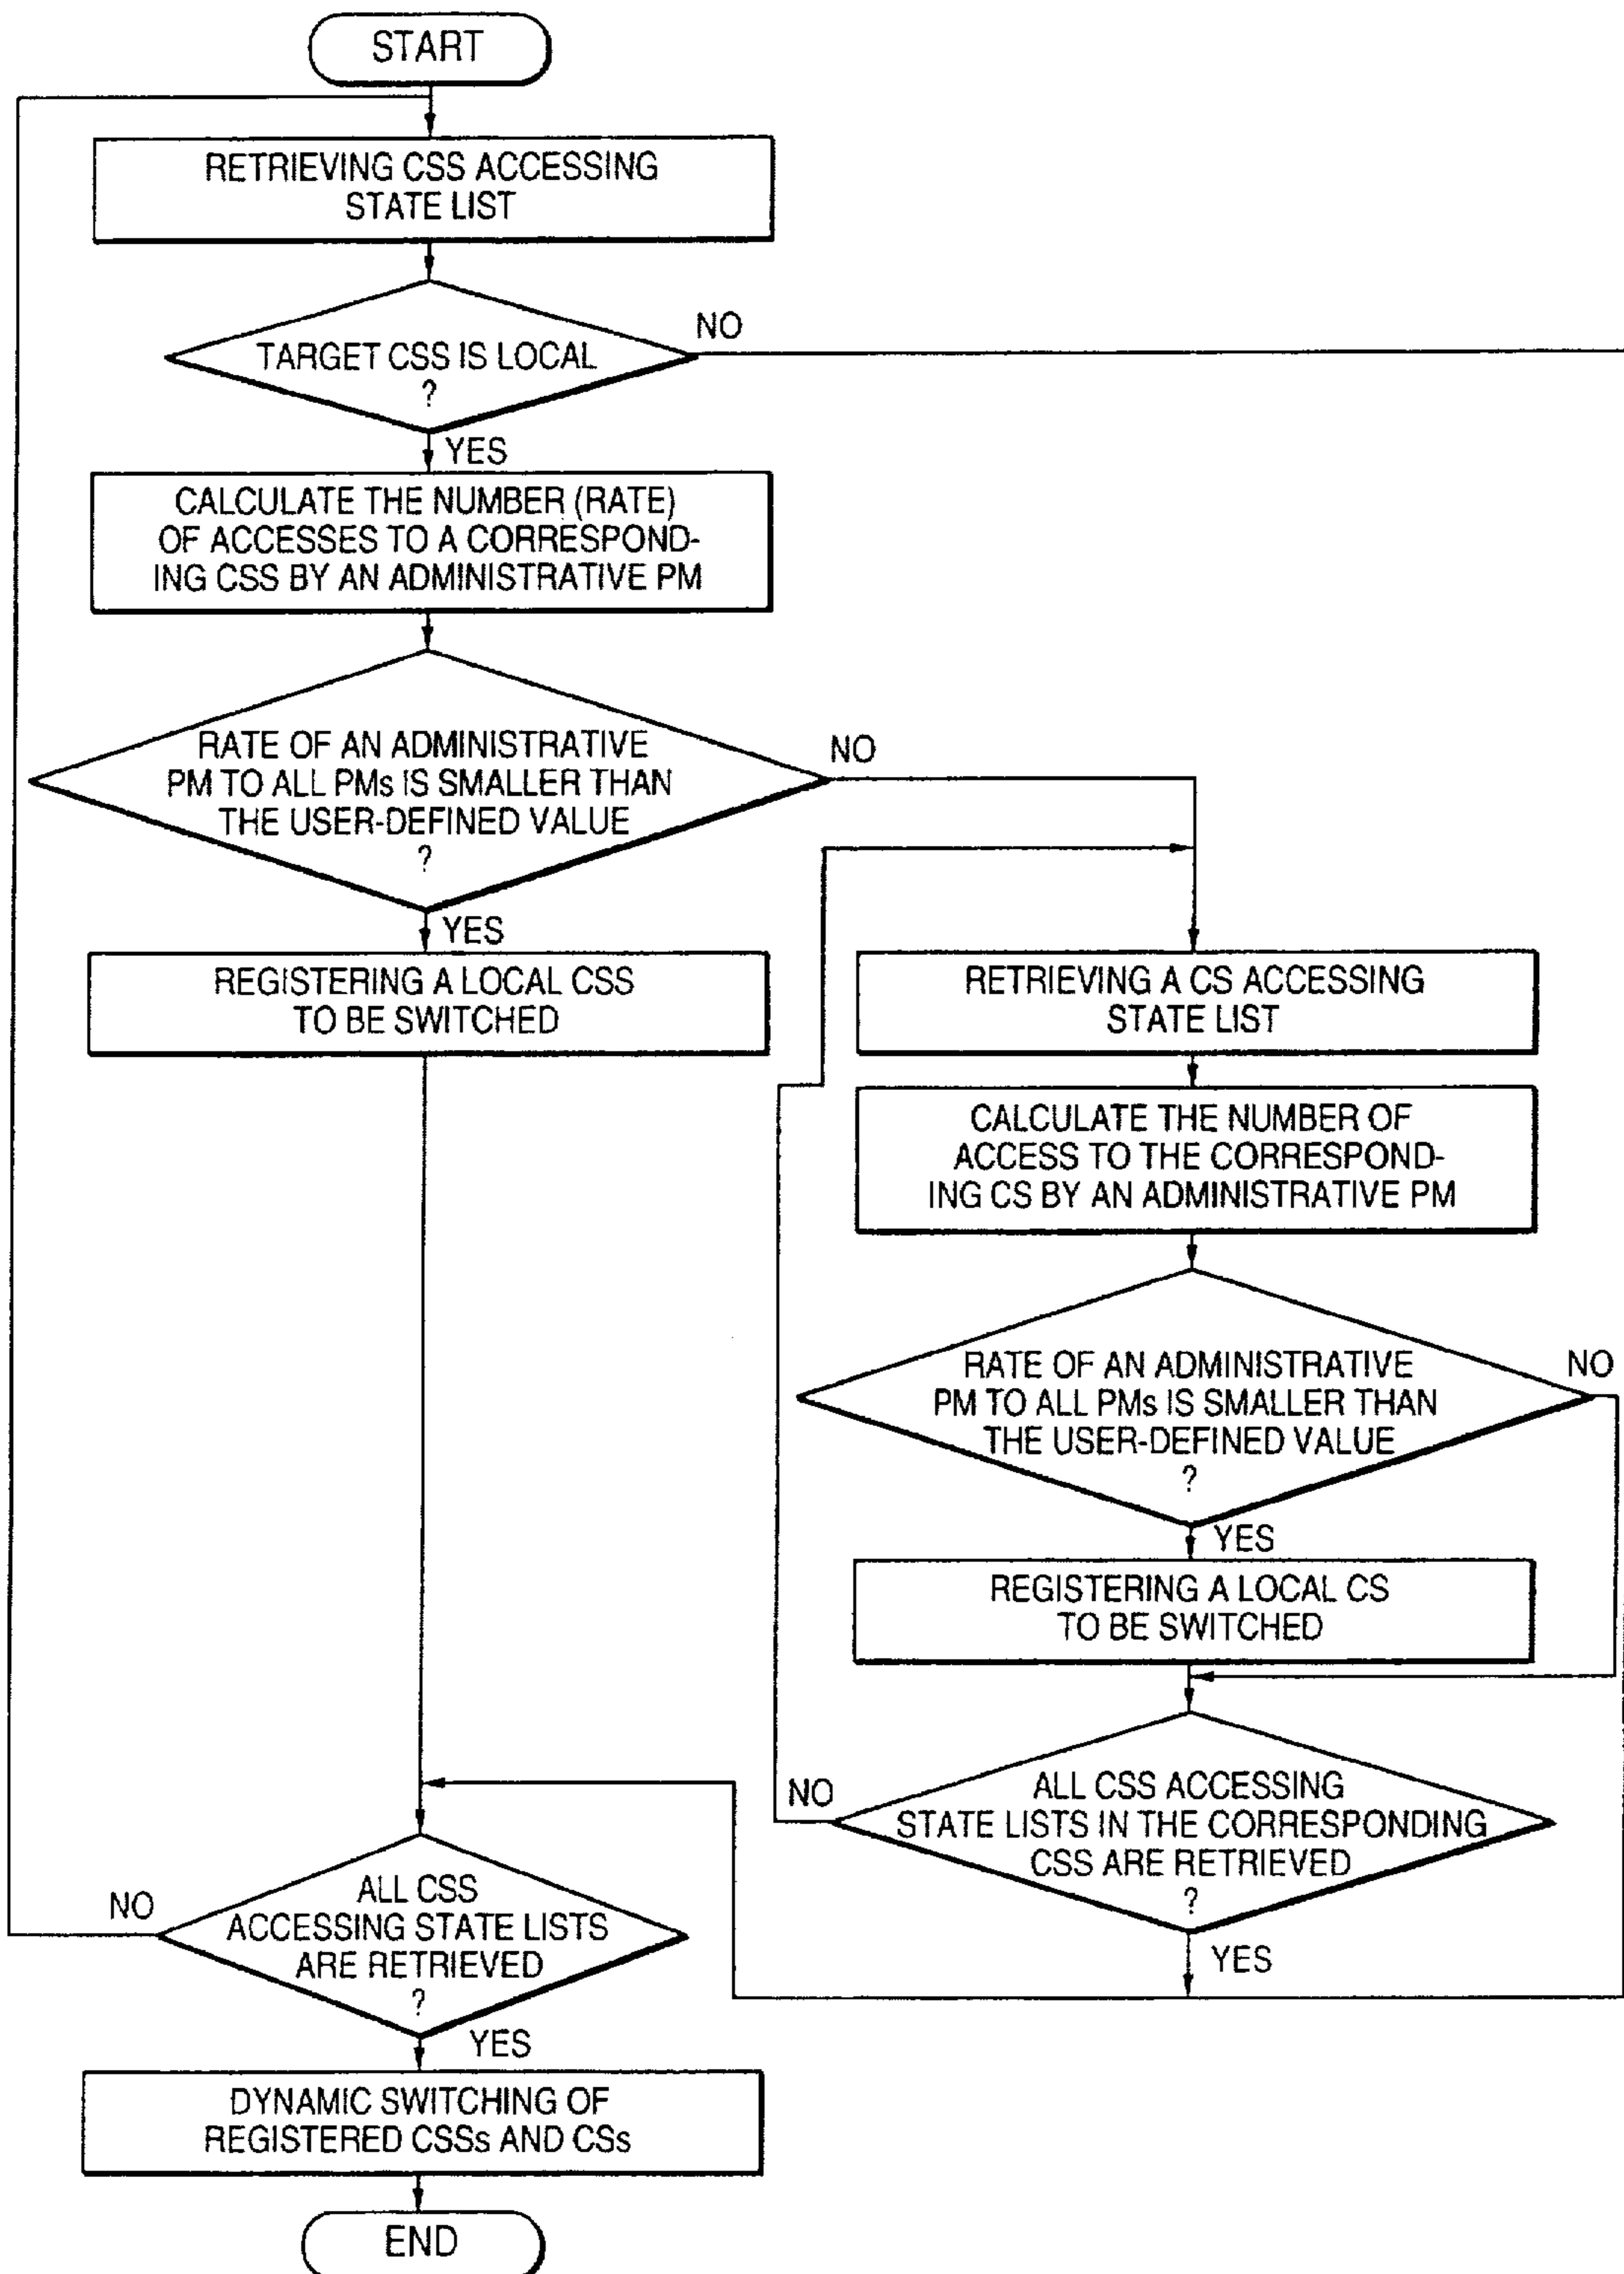 START
RETRIEVING CSS ACCESSING
STATE LIST
TARGET CSS IS LOCAL
?
NO
YES
CALCULATE THE NUMBER (RATE)
OF ACCESSES TO A CORRESPOND-
ING CSS BY AN ADMINISTRATIVE PM
RATE OF AN ADMINISTRATIVE
PM TO ALL PMs IS SMALLER THAN
THE USER-DEFINED VALUE
?
NO
YES
REGISTERING A LOCAL CSS
TO BE SWITCHED
RETRIEVING A CS ACCESSING
STATE LIST
CALCULATE THE NUMBER OF
ACCESS TO THE CORRESPOND-
ING CS BY AN ADMINISTRATIVE PM
RATE OF AN ADMINISTRATIVE
PM TO ALL PMs IS SMALLER THAN
THE USER-DEFINED VALUE
?
NO
YES
REGISTERING A LOCAL CS
TO BE SWITCHED
ALL CSS ACCESSING
STATE LISTS IN THE CORRESPONDING
CSS ARE RETRIEVED
?
NO
YES
ALL CSS
ACCESSING STATE LISTS
ARE RETRIEVED
?
NO
YES
DYNAMIC SWITCHING OF
REGISTERED CSSs AND CSs
END